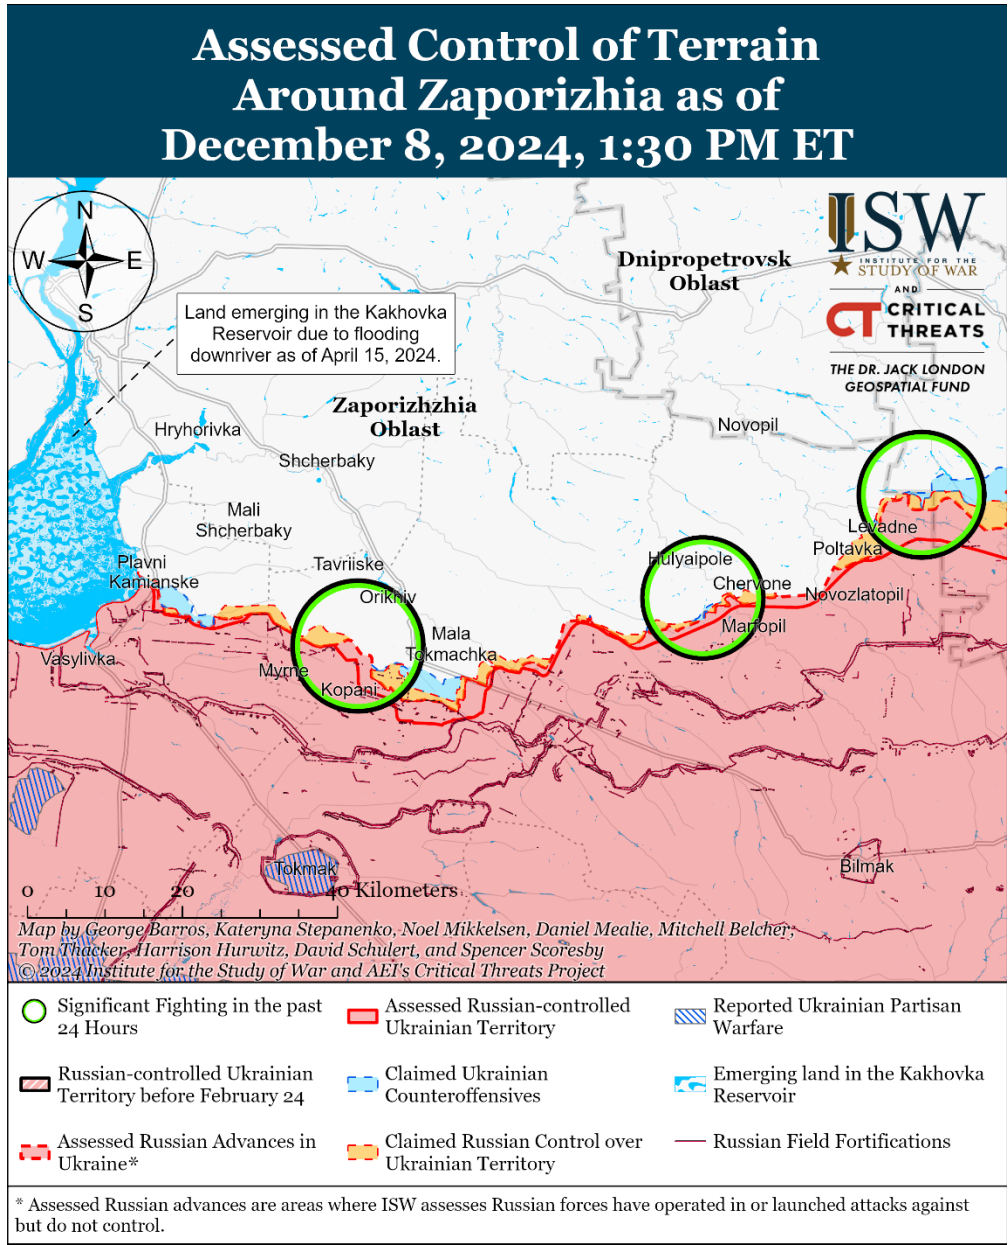 Assessed Control of Terrain
Around Zaporizhia as of
December 8, 2024, 1:30 PM ET
N
W
E
S
ISW
INSTITUTE FOR THE
STUDY OF WAR
AND
CT CRITICAL
THREATS
THE DR. JACK LONDON
GEOSPATIAL FUND
Dnipropetrovsk
Oblast
Land emerging in the Kakhovka
Reservoir due to flooding
downriver as of April 15, 2024.
Zaporizhzhia
Oblast
Hryhorivka
Novopil
Shcherbaky
Mali
Shcherbaky
Levadne
Poltavka
Plavni
Kamianske
Tavriiske
Hulyaipole
Chervone
Orikhiv
Novozlatopil
Marfopil
Mala
Tokmachka
Vasylivka
Myrne
Kopani
Tokmak
Bilmak
0 10 20 40 Kilometers
Map by George Barros, Kateryna Stepanenko, Noel Mikkelsen, Daniel Mealie, Mitchell Belcher,
Tom Thacker, Harrison Hurwitz, David Schulert, and Spencer Scoresby
© 2024 Institute for the Study of War and AEI's Critical Threats Project
Significant Fighting in the past
24 Hours
Russian-controlled Ukrainian
Territory before February 24
Assessed Russian Advances in
Ukraine*
Assessed Russian-controlled
Ukrainian Territory
Claimed Ukrainian
Counteroffensives
Claimed Russian Control over
Ukrainian Territory
Reported Ukrainian Partisan
Warfare
Emerging land in the Kakhovka
Reservoir
Russian Field Fortifications
* Assessed Russian advances are areas where ISW assesses Russian forces have operated in or launched attacks against
but do not control.